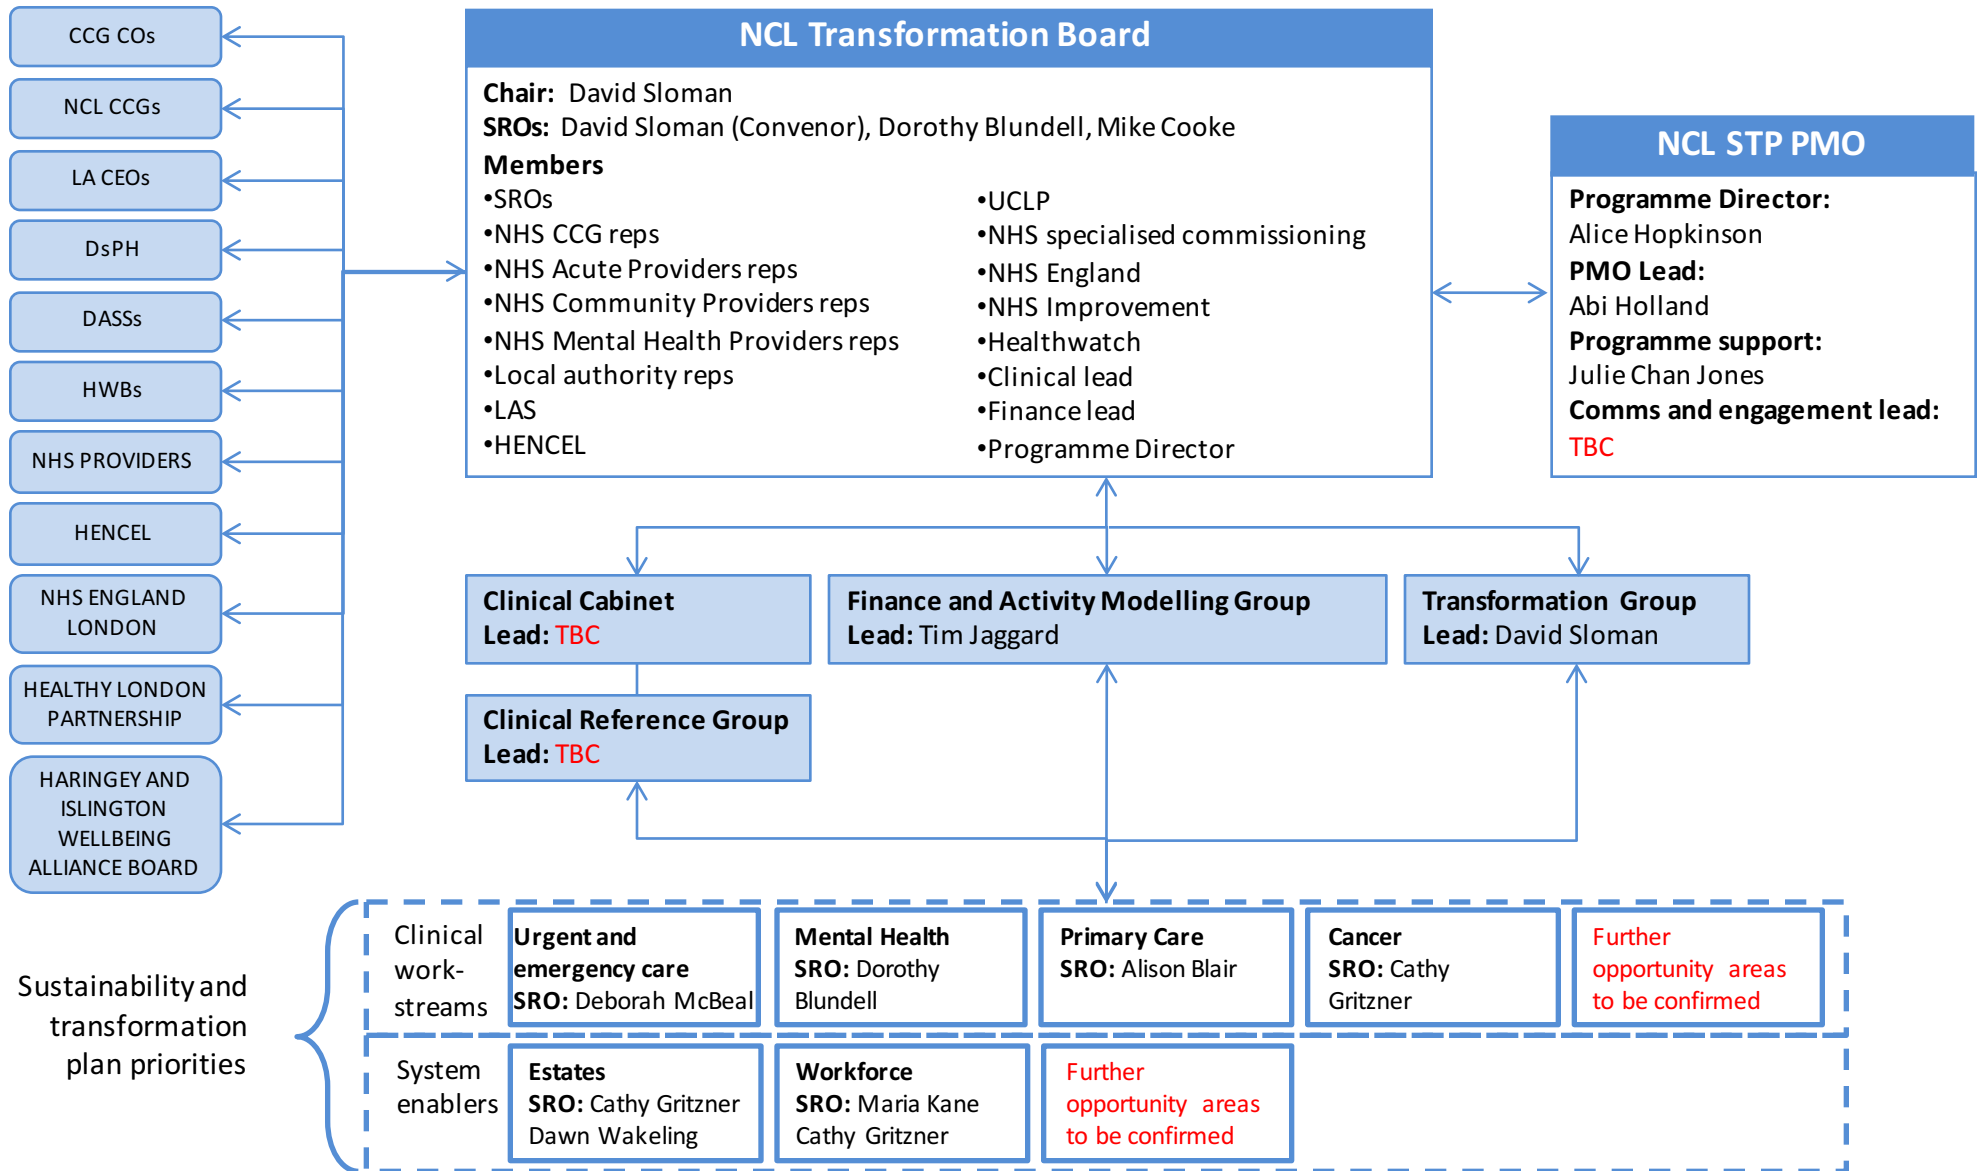 CCG COs
NCL CCGs
LA CEOs
DsPH
DASSs
HWBs
NHS PROVIDERS
HENCEL
NHS ENGLAND
LONDON
HEALTHY LONDON
PARTNERSHIP
HARINGEY AND
ISLINGTON
WELLBEING
ALLIANCE BOARD
NCL Transformation Board
Chair: David Sloman
SROs: David Sloman (Convenor), Dorothy Blundell, Mike Cooke
Members
•SROs
•NHS CCG reps
•NHS Acute Providers reps
•NHS Community Providers reps
•NHS Mental Health Providers reps
•Local authority reps
•LAS
•HENCEL
•UCLP
•NHS specialised commissioning
•NHS England
•NHS Improvement
•Healthwatch
•Clinical lead
•Finance lead
•Programme Director
NCL STP PMO
Programme Director:
Alice Hopkinson
PMO Lead:
Abi Holland
Programme support:
Julie Chan Jones
Comms and engagement lead:
TBC
Clinical Cabinet
Lead: TBC
Finance and Activity Modelling Group
Lead: Tim Jaggard
Transformation Group
Lead: David Sloman
Clinical Reference Group
Lead: TBC
Sustainability and
transformation
plan priorities
Clinical
work-
streams
Urgent and
emergency care
SRO: Deborah McBeal
Mental Health
SRO: Dorothy
Blundell
Primary Care
SRO: Alison Blair
Cancer
SRO: Cathy
Gritzner
Further
opportunity areas
to be confirmed
System
enablers
Estates
SRO: Cathy Gritzner
Dawn Wakeling
Workforce
SRO: Maria Kane
Cathy Gritzner
Further
opportunity areas
to be confirmed